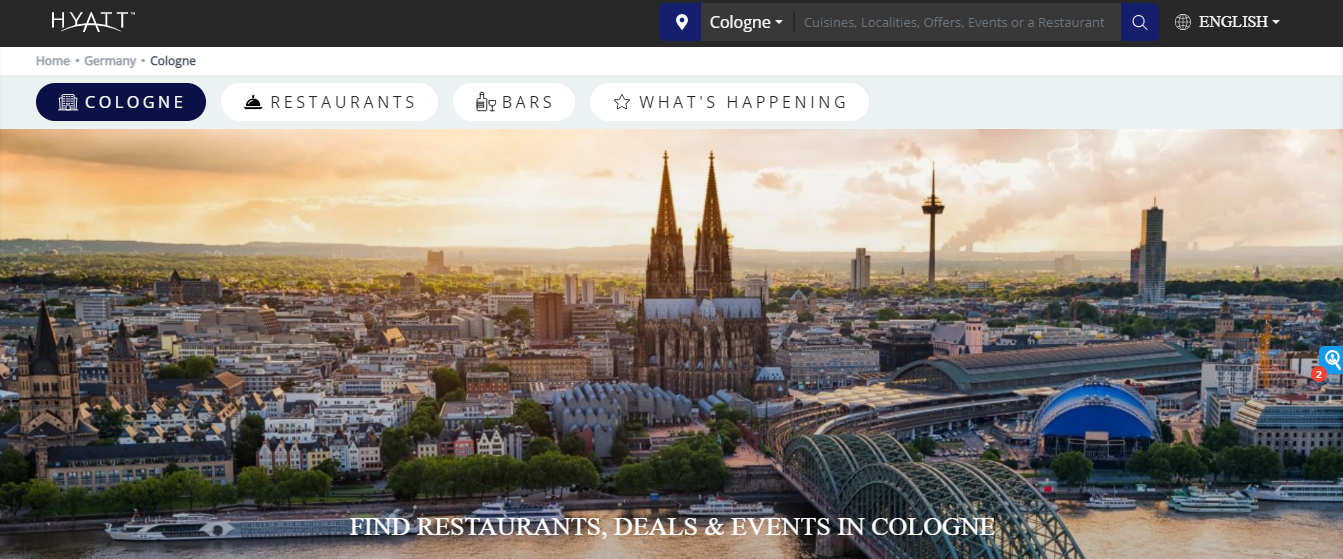 HYATT™
Cologne
Cuisines, Localities, Offers, Events or a Restaurant
ENGLISH
Home • Germany • Cologne
COLOGNE
RESTAURANTS
BARS
WHAT'S HAPPENING
2
FIND RESTAURANTS, DEALS & EVENTS IN COLOGNE